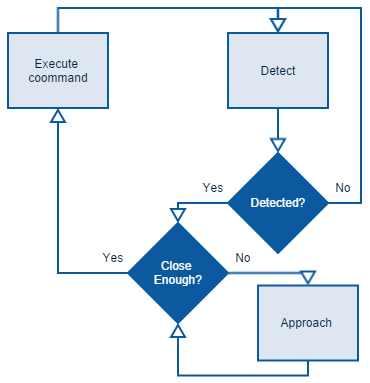 Execute
coommand
Detect
Yes
Detected?
No
Yes
Close
Enough?
No
Approach